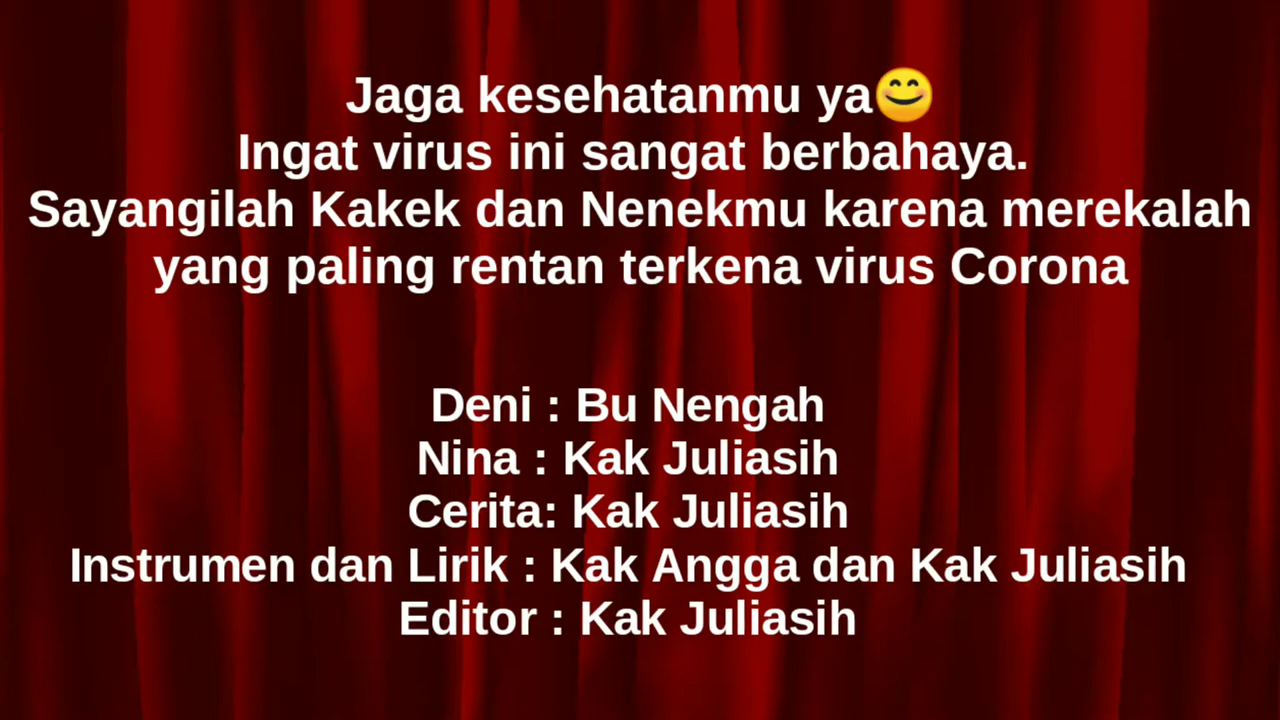 Jaga kesehatanmu ya😊
Ingat virus ini sangat berbahaya.
Sayangilah Kakek dan Nenekmu karena merekalah
yang paling rentan terkena virus Corona
Deni : Bu Nengah
Nina : Kak Juliasih
Cerita: Kak Juliasih
Instrumen dan Lirik : Kak Angga dan Kak Juliasih
Editor : Kak Juliasih